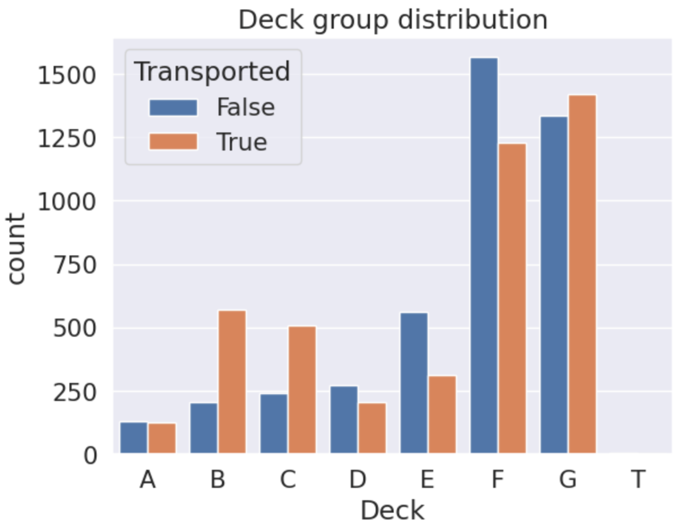 Deck group distribution
Transported
False
True
1500
1250
1000
750
500
250
0
count
A B C D E F G T
Deck